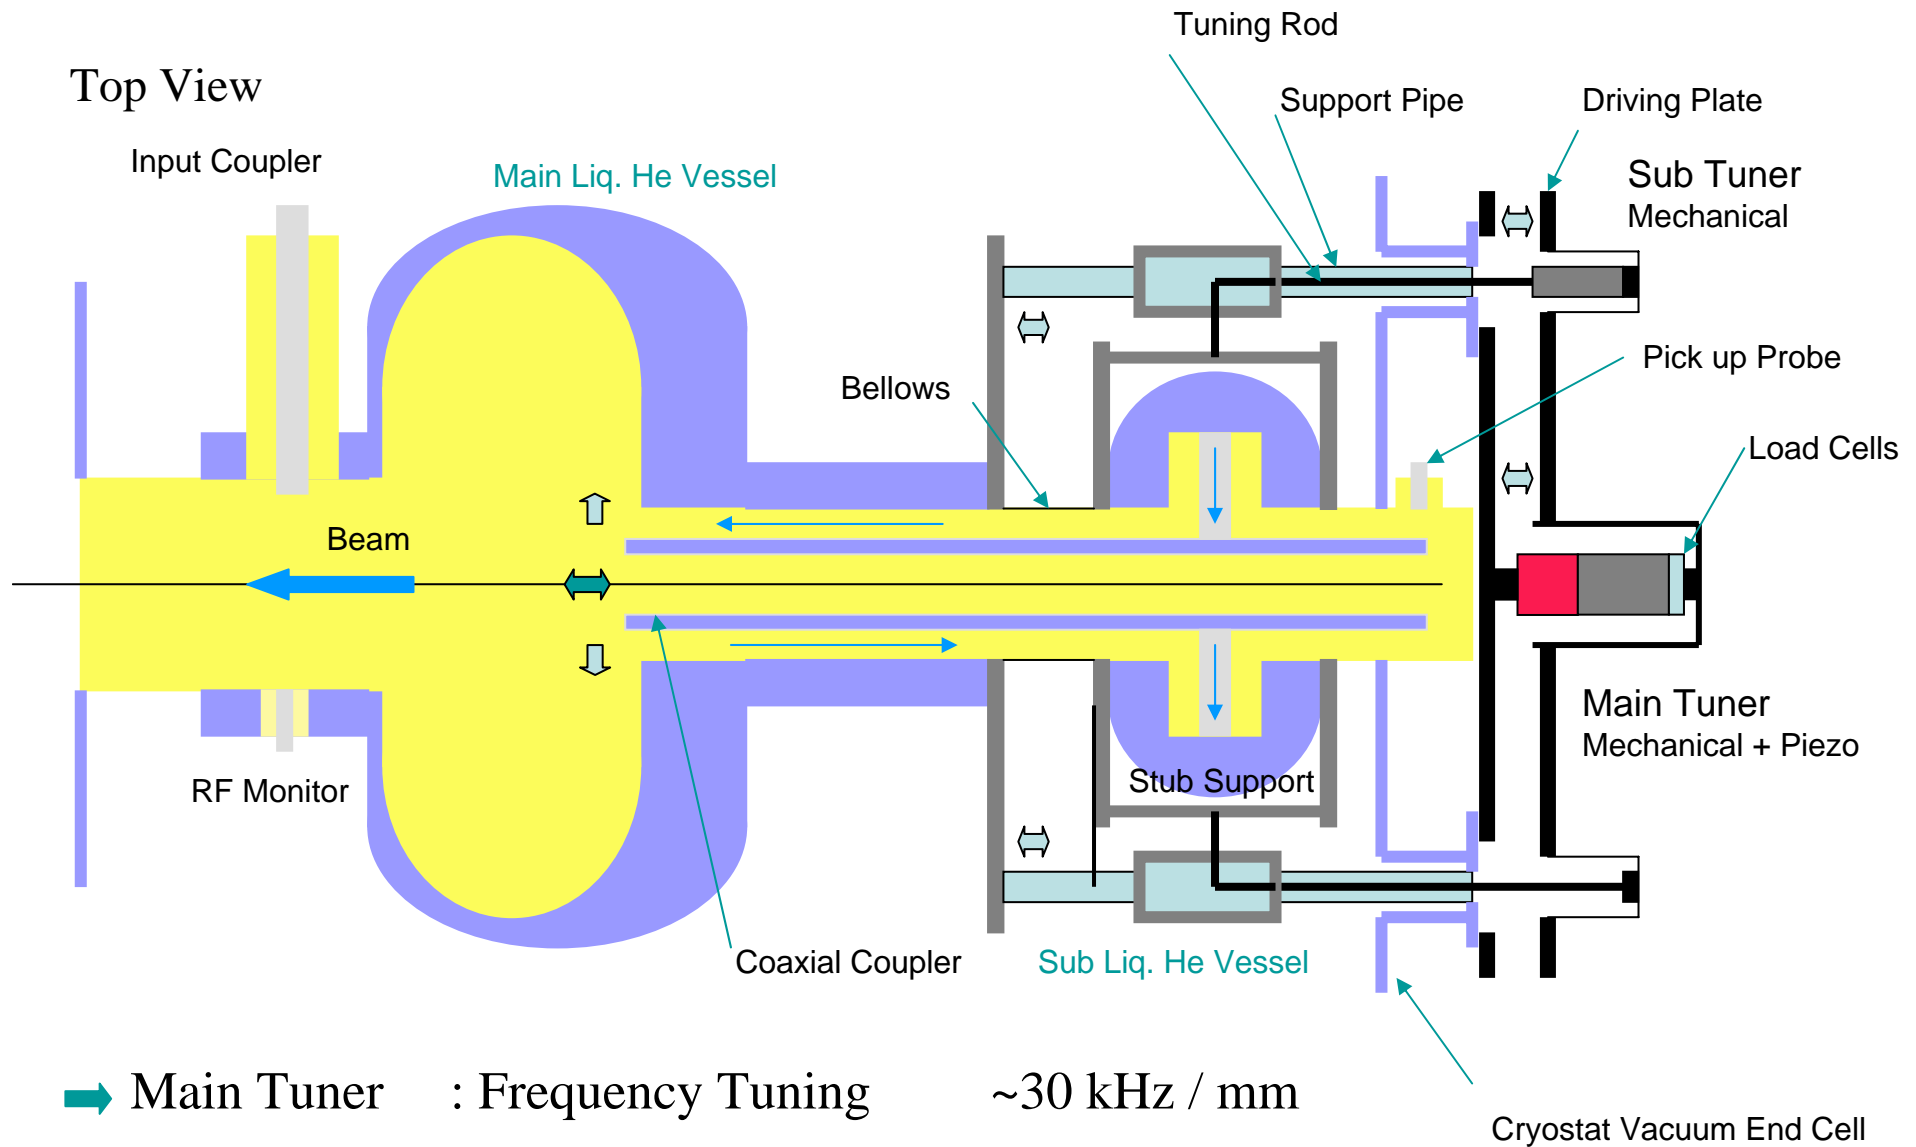 Tuning Rod
Top View
Support Pipe
Driving Plate
Input Coupler
Main Liq. He Vessel
Sub Tuner
Mechanical
Pick up Probe
Bellows
Load Cells
Beam
Main Tuner
Mechanical + Piezo
RF Monitor
Stub Support
Coaxial Coupler
Sub Liq. He Vessel
Main Tuner : Frequency Tuning ~30 kHz / mm
Cryostat Vacuum End Cell